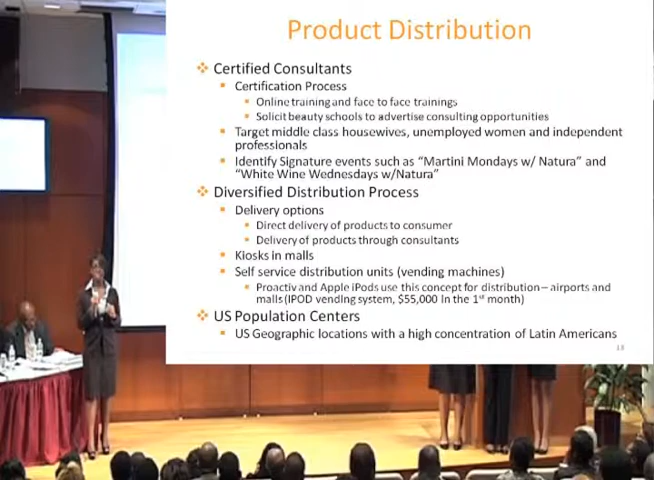 Product Distribution
Certified Consultants
Certification Process
Online training and face to face trainings
Solicit beauty schools to advertise consulting opportunities
Target middle class housewives, unemployed women and independent
professionals
Identify Signature events such as “Martini Mondays w/ Natura” and
“White Wine Wednesdays w/Natura”
Diversified Distribution Process
Delivery options
Direct delivery of products to consumer
Delivery of products through consultants
Kiosks in malls
Self service distribution units (vending machines)
Proactiv and Apple iPods use this concept for distribution – airports and
malls (IPOD vending system, $55,000 in the 1st month)
US Population Centers
US Geographic locations with a high concentration of Latin Americans
18